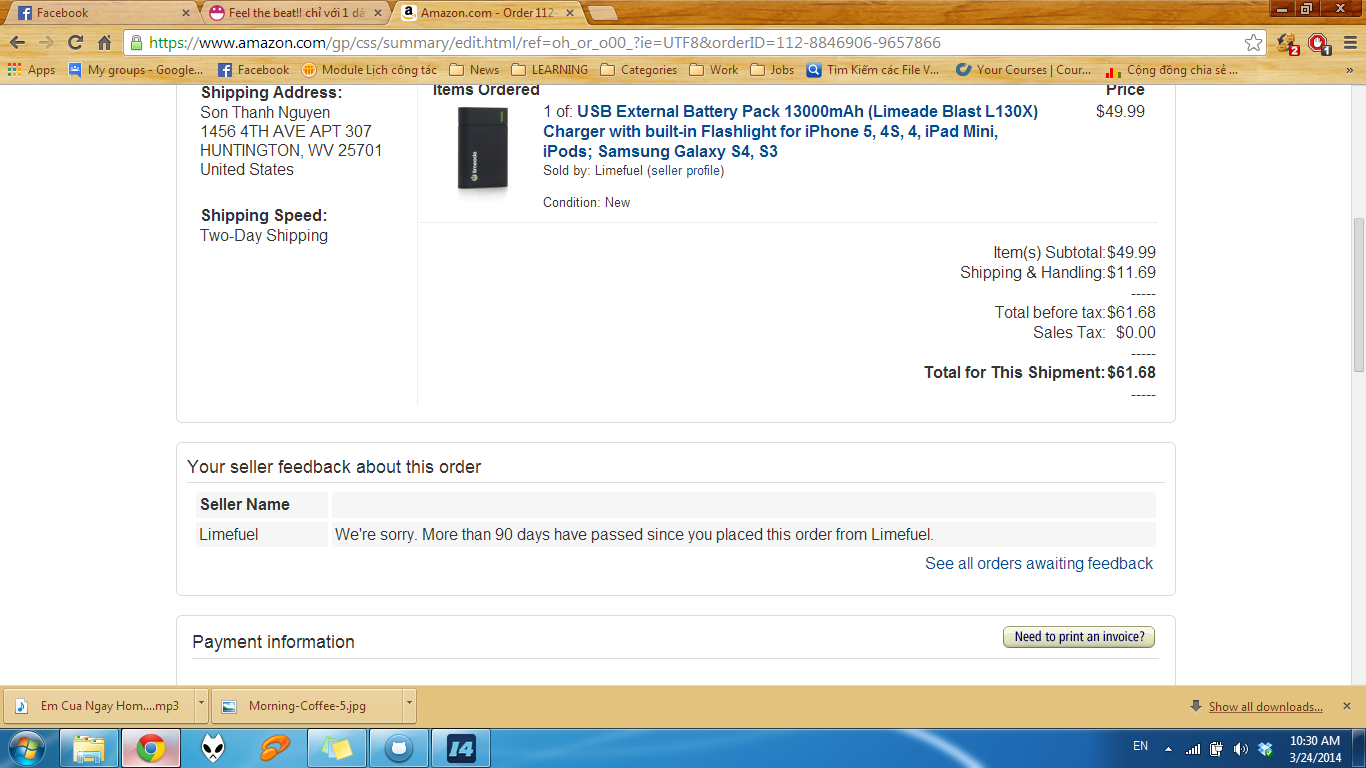 Facebook
Feel the beat!! chỉ với 1 dâ
Amazon.com - Order 112-
https://www.amazon.com/gp/css/summary/edit.html/ref=oh_or_o00_?ie=UTF8&orderID=112-8846906-9657866
2
1
Apps
My groups - Google...
Facebook
Module Lịch công tác
News
LEARNING
Categories
Work
Jobs
Tìm Kiếm các File V...
Your Courses | Cour...
Cộng đồng chia sẻ ...
»
Shipping Address:
Son Thanh Nguyen
1456 4TH AVE APT 307
HUNTINGTON, WV 25701
United States
Shipping Speed:
Two-Day Shipping
Items Ordered
Price
limeade
1 of: USB External Battery Pack 13000mAh (Limeade Blast L130X)
$49.99
Charger with built-in Flashlight for iPhone 5, 4S, 4, iPad Mini,
iPods; Samsung Galaxy S4, S3
Sold by: Limefuel (seller profile)
Condition: New
Item(s) Subtotal:$49.99
Shipping & Handling:$11.69
-----
Total before tax:$61.68
Sales Tax: $0.00
-----
Total for This Shipment:$61.68
-----
Your seller feedback about this order
Seller Name
Limefuel
We're sorry. More than 90 days have passed since you placed this order from Limefuel.
See all orders awaiting feedback
Payment information
Need to print an invoice?
Em Cua Ngay Hom....mp3
Morning-Coffee-5.jpg
Show all downloads...
I4
EN
10:30 AM
3/24/2014